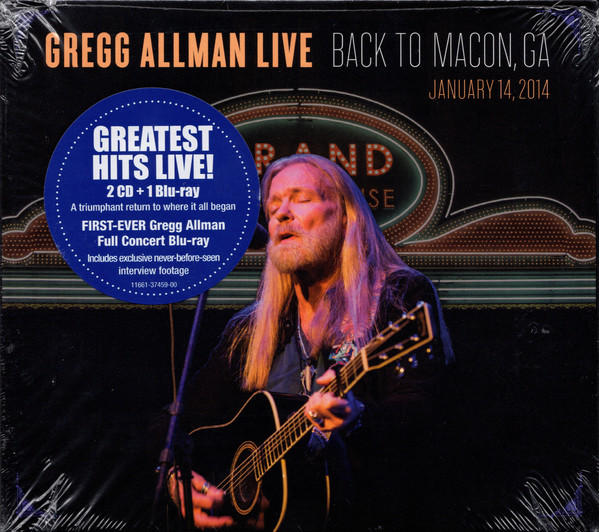 GREGG ALLMAN LIVE BACK TO MACON, GA
JANUARY 14, 2014
GREATEST
HITS LIVE!
2 CD + 1 Blu-ray
A triumphant return to where it all began
FIRST-EVER Gregg Allman
Full Concert Blu-ray
Includes exclusive never-before-seen
interview footage
11661-37459-00
RAND
USE